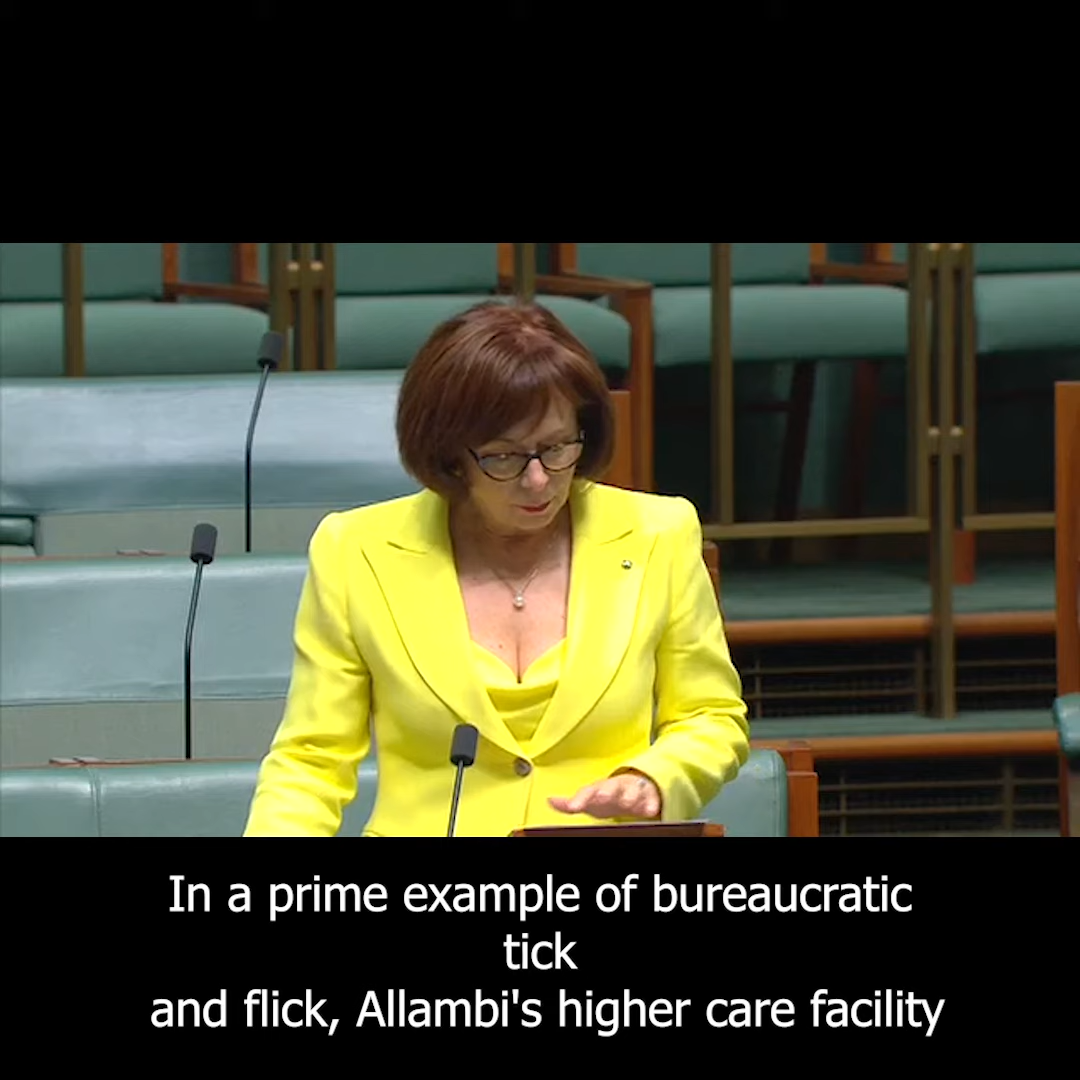 In a prime example of bureaucratic
tick
and flick, Allambi's higher care facility